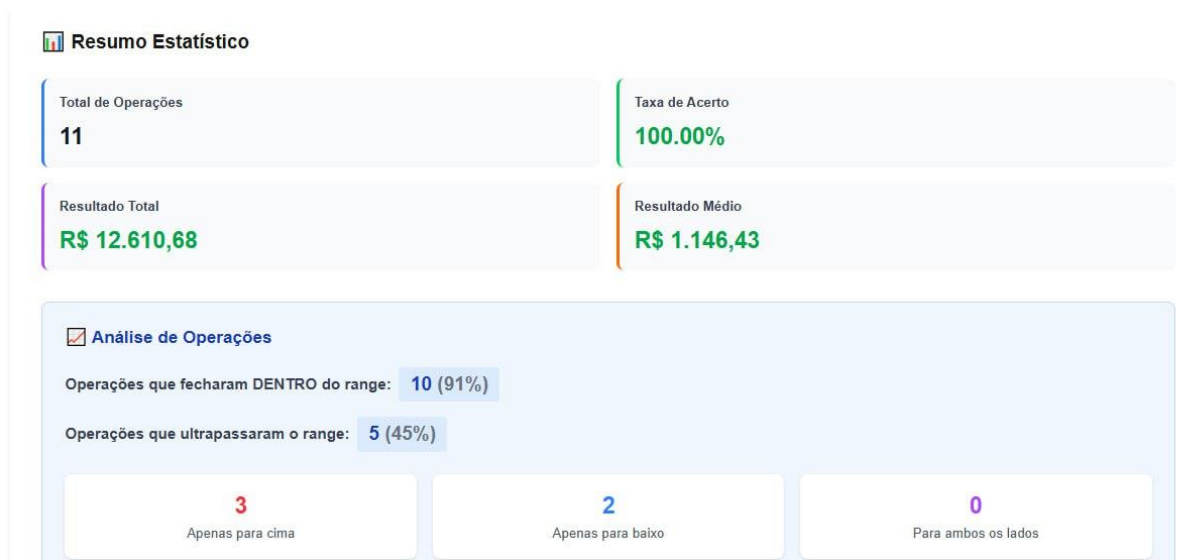 Resumo Estatístico
Total de Operações
11
Taxa de Acerto
100.00%
Resultado Total
R$ 12.610,68
Resultado Médio
R$ 1.146,43
Análise de Operações
Operações que fecharam DENTRO do range: 10 (91%)
Operações que ultrapassaram o range: 5 (45%)
3
Apenas para cima
2
Apenas para baixo
0
Para ambos os lados